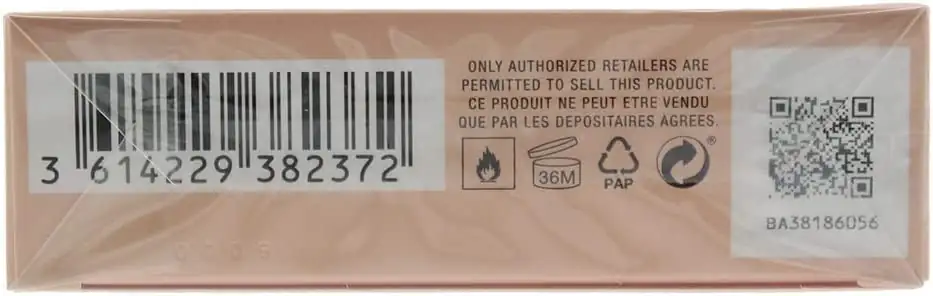 3 614229 382372
ONLY AUTHORIZED RETAILERS ARE
PERMITTED TO SELL THIS PRODUCT.
CE PRODUIT NE PEUT ETRE VENDU
QUE PAR LES DEPOSITAIRES AGREES.
36M
PAP
®
BA38186056